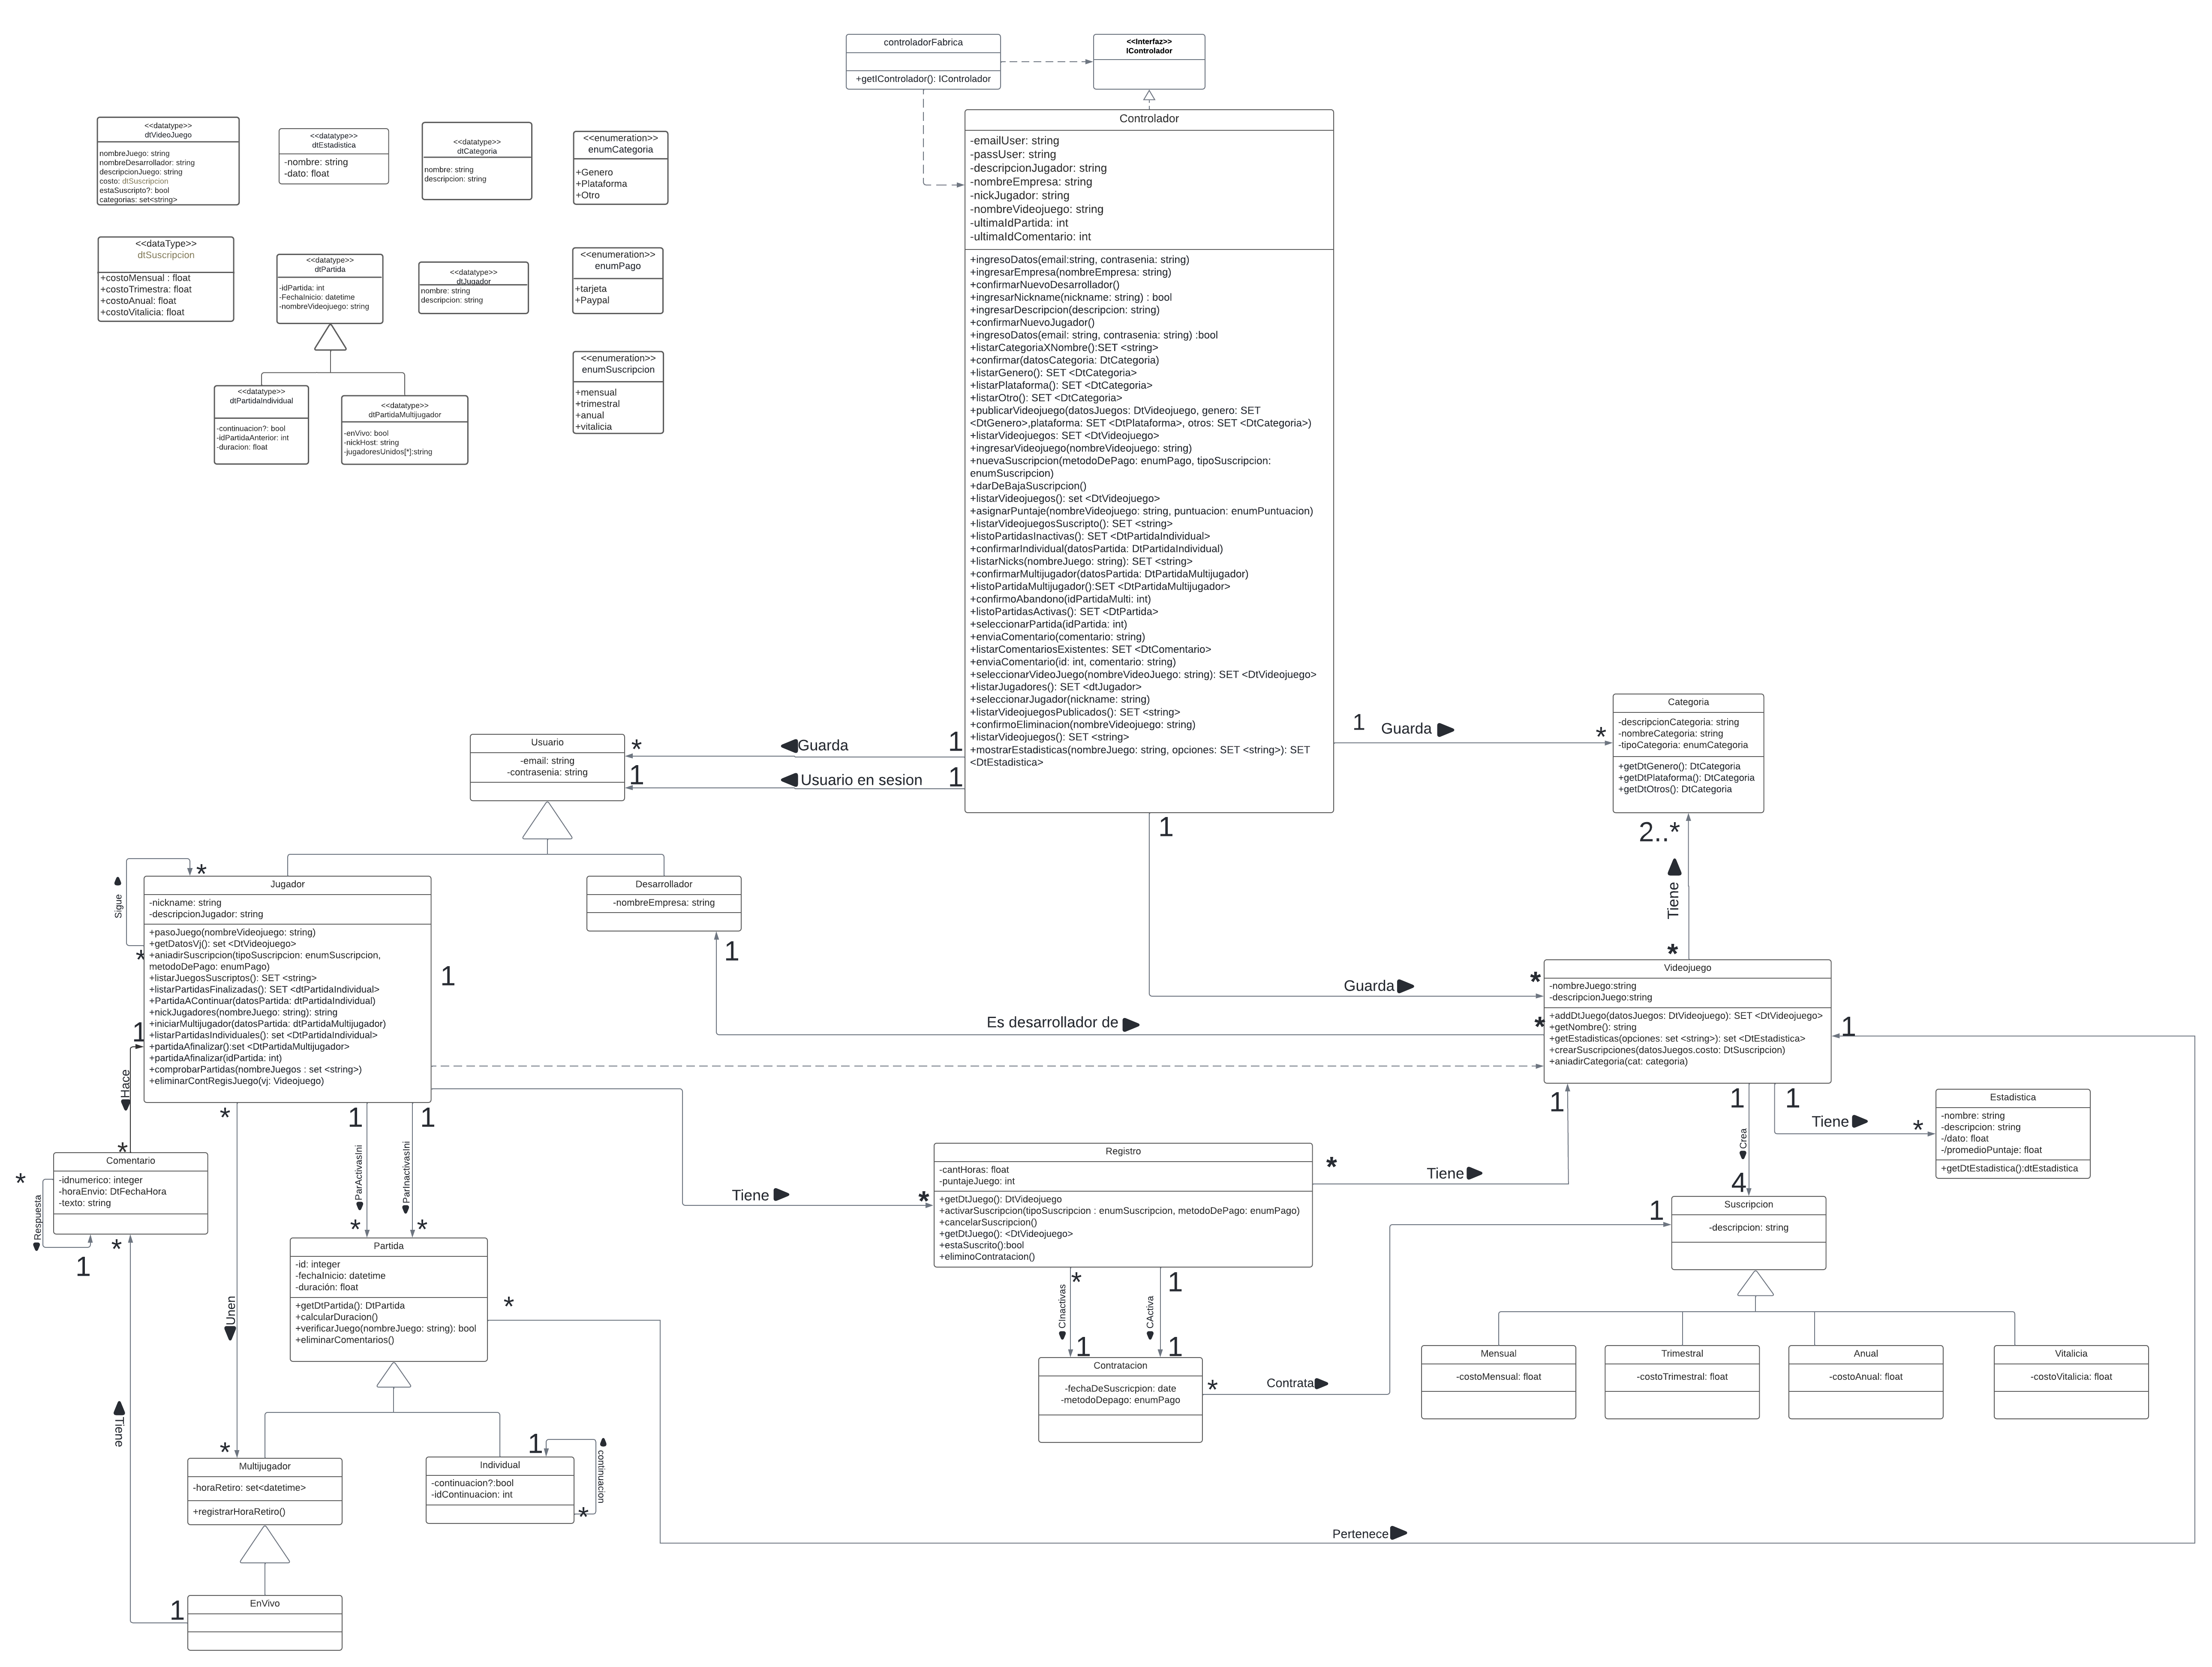 controladorFabrica
+getIControlador(): IControlador
<<Interfaz>>
IControlador
<<datatype>>
dtVideoJuego
nombreJuego: string
nombreDesarrollador: string
descripcionJuego: string
costo: dtSuscripcion
estaSuscripto?: bool
categorias: set<string>
<<datatype>>
dtEstadistica
-nombre: string
-dato: float
<<datatype>>
dtCategoria
nombre: string
descripcion: string
<<enumeration>>
enumCategoria
+Genero
+Plataforma
+Otro
<<dataType>>
dtSuscripcion
+costoMensual : float
+costoTrimestra: float
+costoAnual: float
+costoVitalicia: float
<<datatype>>
dtPartida
-idPartida: int
-FechaInicio: datetime
-nombreVideojuego: string
<<datatype>>
dtJugador
nombre: string
descripcion: string
<<enumeration>>
enumPago
+tarjeta
+Paypal
<<datatype>>
dtPartidaIndividual
-continuacion?: bool
-idPartidaAnterior: int
-duracion: float
<<datatype>>
dtPartidaMultijugador
-enVivo: bool
-nickHost: string
-jugadoresUnidos[*]:string
<<enumeration>>
enumSuscripcion
+mensual
+trimestral
+anual
+vitalicia
Controlador
-emailUser: string
-passUser: string
-descripcionJugador: string
-nombreEmpresa: string
-nickJugador: string
-nombreVideojuego: string
-ultimaIdPartida: int
-ultimaIdComentario: int
+ingresoDatos(email:string, contrasenia: string)
+ingresarEmpresa(nombreEmpresa: string)
+confirmarNuevoDesarrollador()
+ingresarNickname(nickname: string) : bool
+ingresarDescripcion(descripcion: string)
+confirmarNuevoJugador()
+ingresoDatos(email: string, contrasenia: string) :bool
+listarCategoriaXNombre():SET <string>
+confirmar(datosCategoria: DtCategoria)
+listarGenero(): SET <DtCategoria>
+listarPlataforma(): SET <DtCategoria>
+listarOtro(): SET <DtCategoria>
+publicarVideojuego(datosJuegos: DtVideojuego, genero: SET
<DtGenero>,plataforma: SET <DtPlataforma>, otros: SET <DtCategoria>)
+listarVideojuegos: SET <DtVideojuego>
+ingresarVideojuego(nombreVideojuego: string)
+nuevaSuscripcion(metodoDePago: enumPago, tipoSuscripcion:
enumSuscripcion)
+darDeBajaSuscripcion()
+listarVideojuegos(): set <DtVideojuego>
+asignarPuntaje(nombreVideojuego: string, puntuacion: enumPuntuacion)
+listarVideojuegosSuscripto(): SET <string>
+listoPartidasInactivas(): SET <DtPartidaIndividual>
+confirmarIndividual(datosPartida: DtPartidaIndividual)
+listarNicks(nombreJuego: string): SET <string>
+confirmarMultijugador(datosPartida: DtPartidaMultijugador)
+listoPartidaMultijugador():SET <DtPartidaMultijugador>
+confirmoAbandono(idPartidaMulti: int)
+listoPartidasActivas(): SET <DtPartida>
+seleccionarPartida(idPartida: int)
+enviaComentario(comentario: string)
+listarComentariosExistentes: SET <DtComentario>
+enviaComentario(id: int, comentario: string)
+seleccionarVideoJuego(nombreVideoJuego: string): SET <DtVideojuego>
+listarJugadores(): SET <dtJugador>
+seleccionarJugador(nickname: string)
+listarVideojuegosPublicados(): SET <string>
+confirmoEliminacion(nombreVideojuego: string)
+listarVideojuegos(): SET <string>
+mostrarEstadisticas(nombreJuego: string, opciones: SET <string>): SET
<DtEstadistica>
Categoria
-descripcionCategoria: string
-nombreCategoria: string
-tipoCategoria: enumCategoria
+getDtGenero(): DtCategoria
+getDtPlataforma(): DtCategoria
+getDtOtros(): DtCategoria
1 Guarda *
Usuario
-email: string
-contrasenia: string
* Guarda 1
1 Usuario en sesion 1
1
2..*
Tiene
*
Sigue
*
*
Jugador
-nickname: string
-descripcionJugador: string
+pasoJuego(nombreVideojuego: string)
+getDatosVj(): set <DtVideojuego>
+aniadirSuscripcion(tipoSuscripcion: enumSuscripcion,
metodoDePago: enumPago)
+listarJuegosSuscriptos(): SET <string>
+listarPartidasFinalizadas(): SET <dtPartidaIndividual>
+PartidaAContinuar(datosPartida: dtPartidaIndividual)
+nickJugadores(nombreJuego: string): string
+iniciarMultijugador(datosPartida: dtPartidaMultijugador)
+listarPartidasIndividuales(): set <DtPartidaIndividual>
+partidaAfinalizar():set <DtPartidaMultijugador>
+partidaAfinalizar(idPartida: int)
+comprobarPartidas(nombreJuegos : set <string>)
+eliminarContRegisJuego(vj: Videojuego)
1
Desarrollador
-nombreEmpresa: string
1
Guarda *
Es desarrollador de *
Videojuego
-nombreJuego:string
-descripcionJuego:string
+addDtJuego(datosJuegos: DtVideojuego): SET <DtVideojuego>
+getNombre(): string
+getEstadisticas(opciones: set <string>): set <DtEstadistica>
+crearSuscripciones(datosJuegos.costo: DtSuscripcion)
+aniadirCategoria(cat: categoria)
1
1
Hace
*
Comentario
-idnumerico: integer
-horaEnvio: DtFechaHora
-texto: string
*
Respuesta
1
*
Tiene
1
*
Unen
*
1
ParActivasIni
*
1
ParInactivasIni
*
Partida
-id: integer
-fechaInicio: datetime
-duración: float
+getDtPartida(): DtPartida
+calcularDuracion()
+verificarJuego(nombreJuego: string): bool
+eliminarComentarios()
*
Tiene *
Registro
-cantHoras: float
-puntajeJuego: int
+getDtJuego(): DtVideojuego
+activarSuscripcion(tipoSuscripcion : enumSuscripcion, metodoDePago: enumPago)
+cancelarSuscripcion()
+getDtJuego(): <DtVideojuego>
+estaSuscrito():bool
+eliminoContratacion()
* Tiene 1
1
Crea
4
1 Tiene *
Estadistica
-nombre: string
-descripcion: string
-/dato: float
-/promedioPuntaje: float
+getDtEstadistica():dtEstadistica
*
CInactivas
1
1
CActiva
1
Contratacion
-fechaDeSuscricpion: date
-metodoDepago: enumPago
* Contrata 1
Suscripcion
-descripcion: string
Mensual
-costoMensual: float
Trimestral
-costoTrimestral: float
Anual
-costoAnual: float
Vitalicia
-costoVitalicia: float
Multijugador
-horaRetiro: set<datetime>
+registrarHoraRetiro()
Individual
-continuacion?:bool
-idContinuacion: int
1
continuacion
*
Pertenece
EnVivo